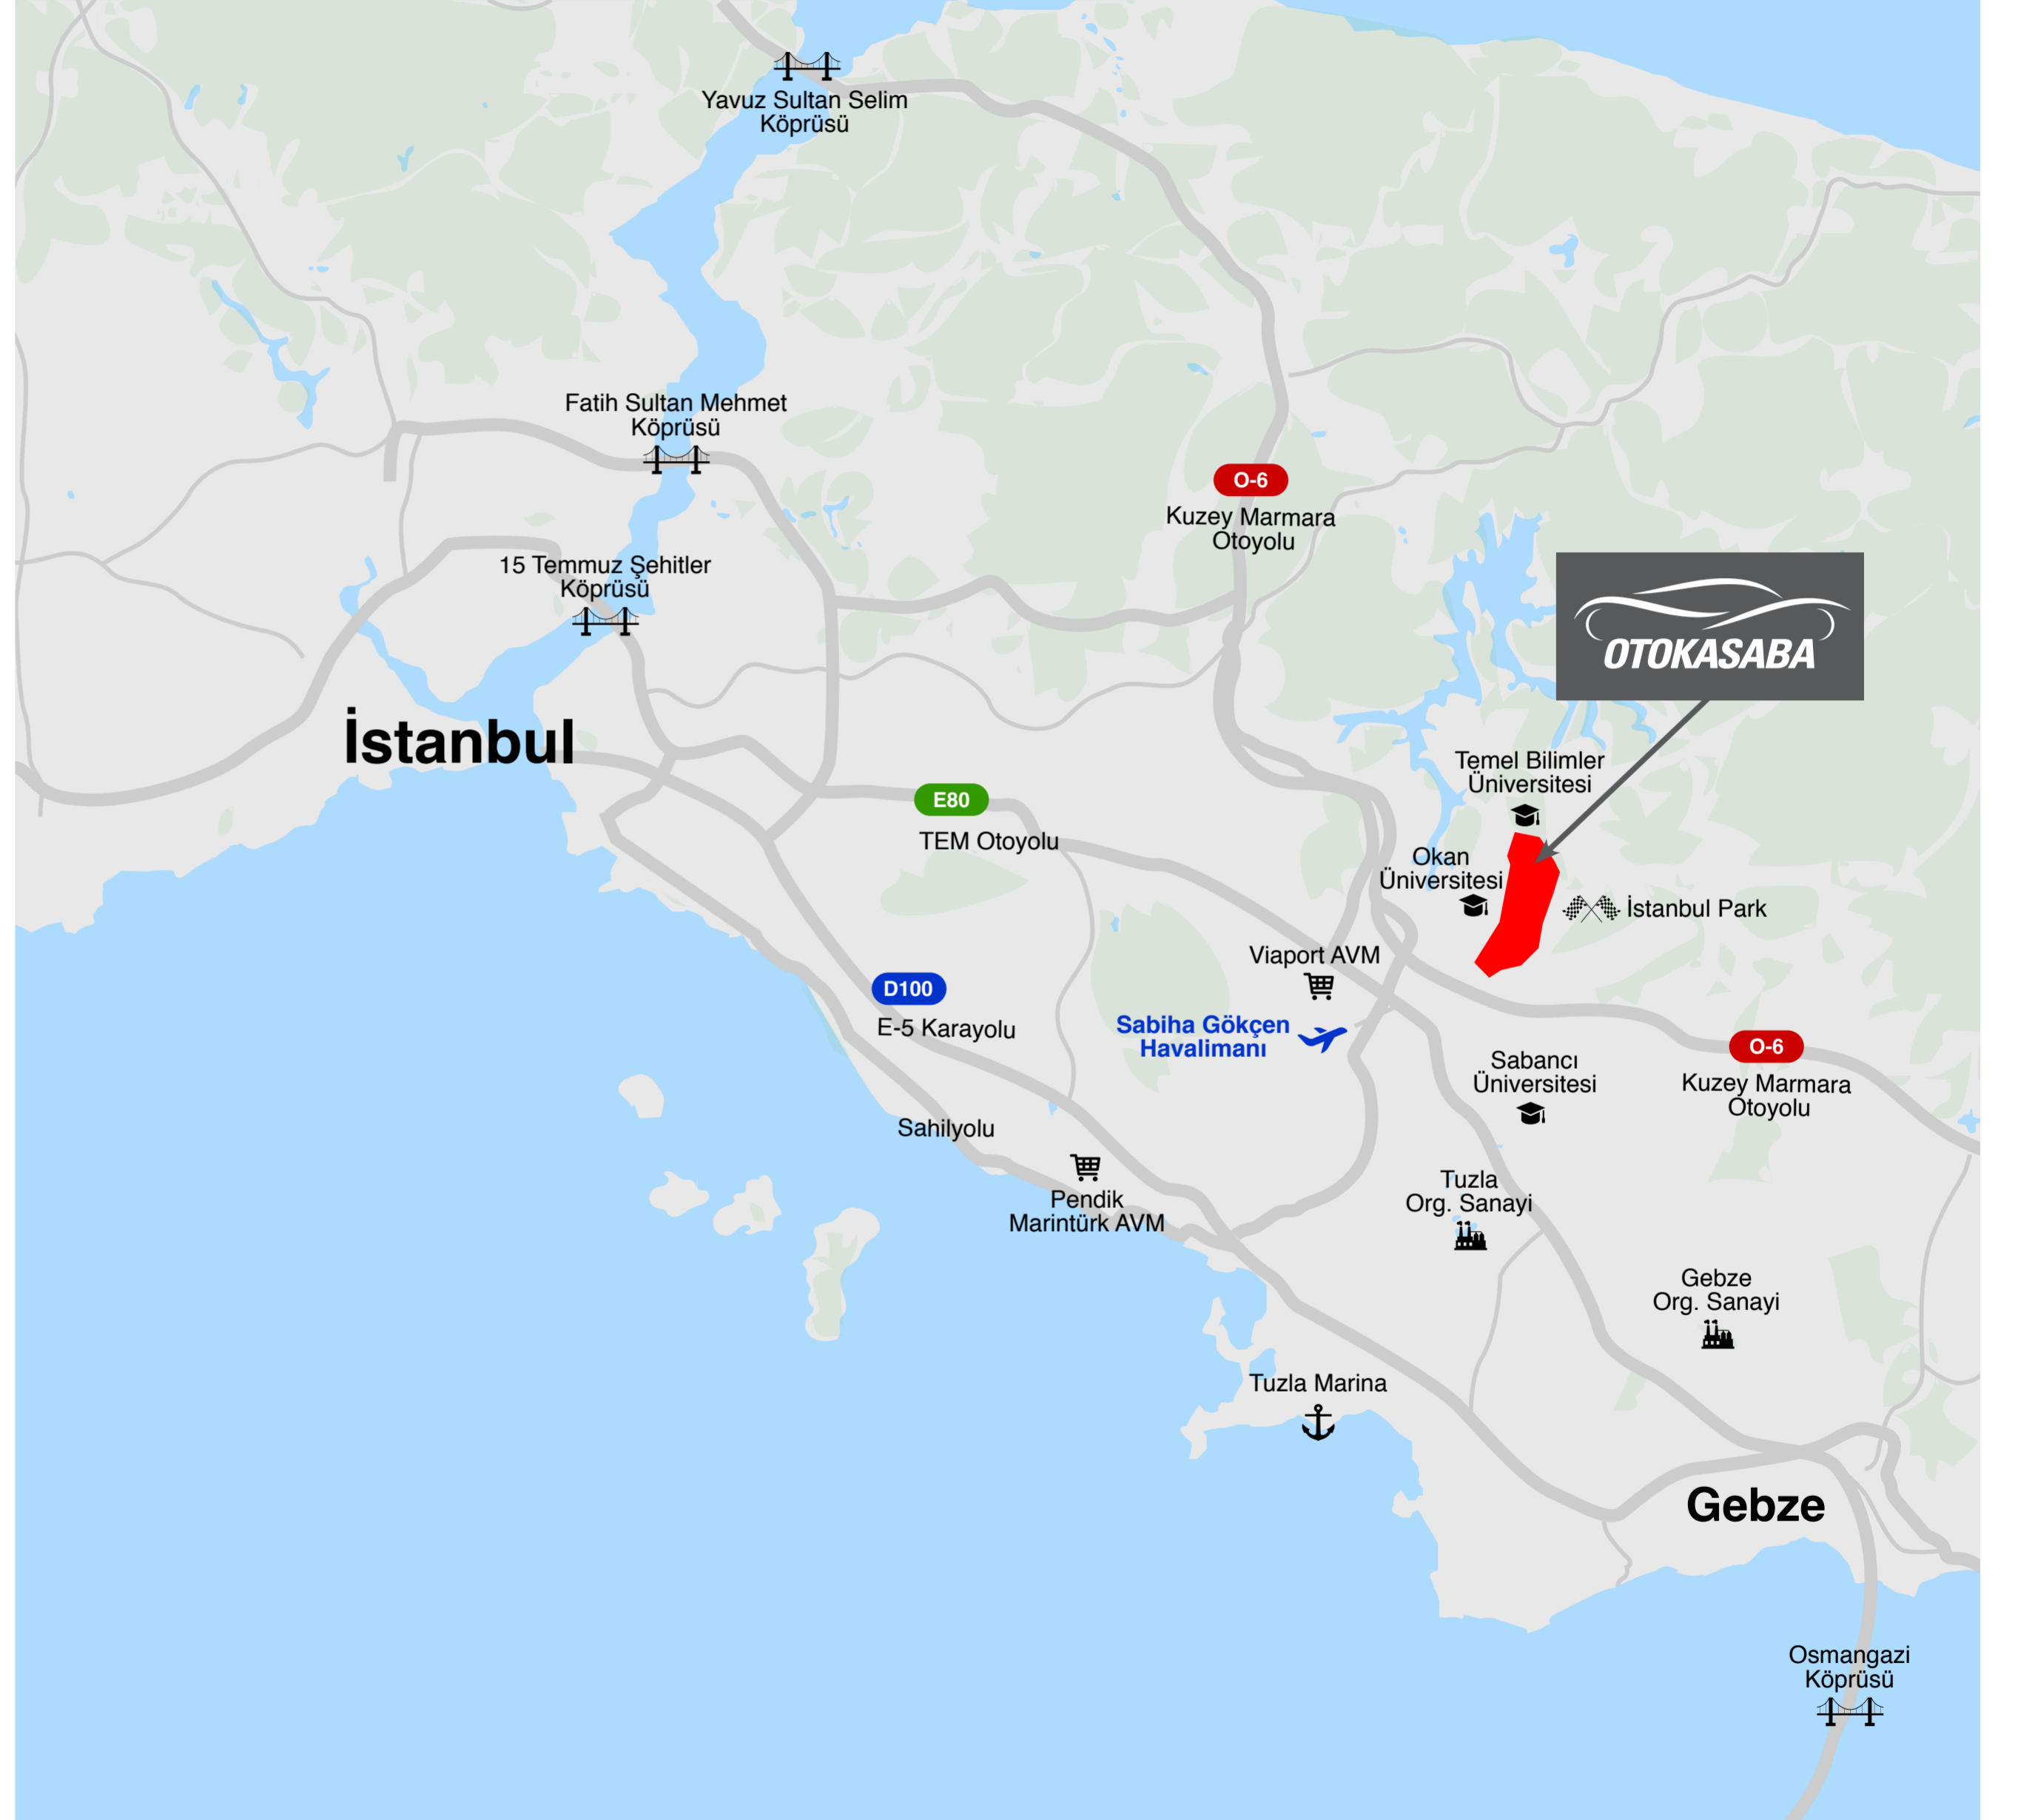 Yavuz Sultan Selim
Köprüsü
Fatih Sultan Mehmet
Köprüsü
O-6
Kuzey Marmara
Otoyolu
15 Temmuz Şehitler
Köprüsü
OTOKASABA
İstanbul
Temel Bilimler
Üniversitesi
E80
TEM Otoyolu
Okan
Üniversitesi
İstanbul Park
Viaport AVM
D100
E-5 Karayolu
Sabiha Gökçen
Havalimanı
O-6
Kuzey Marmara
Otoyolu
Sabancı
Üniversitesi
Sahilyolu
Pendik
Marintürk AVM
Tuzla
Org. Sanayi
Gebze
Org. Sanayi
Tuzla Marina
Gebze
Osmangazi
Köprüsü